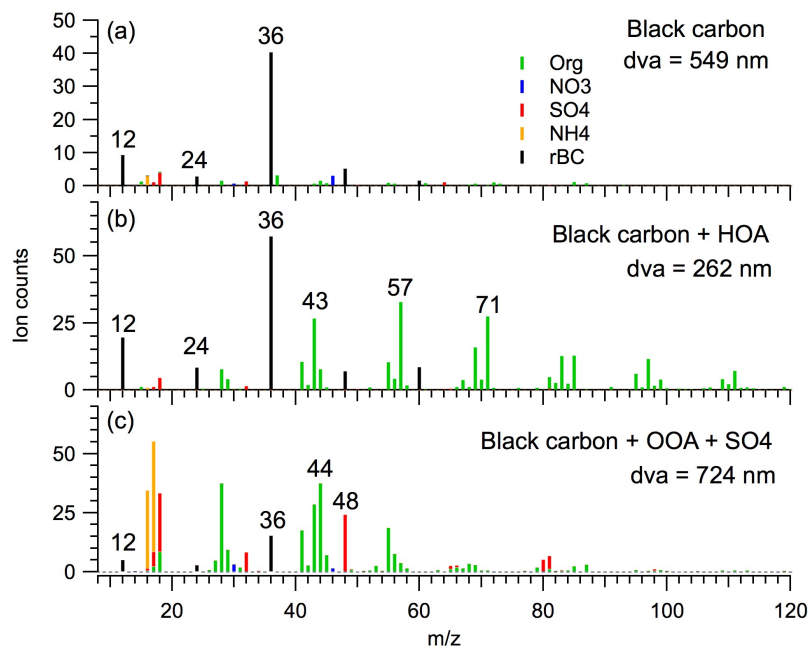 (a)
Black carbon
dva = 549 nm
50
40
30
20
10
0
12
24
36
Org
NO3
SO4
NH4
rBC
(b)
Black carbon + HOA
dva = 262 nm
50
25
0
12
24
36
43
57
71
Ion counts
(c)
Black carbon + OOA + SO4
dva = 724 nm
50
25
0
12
36
44
48
20
40
60
80
100
120
m/z